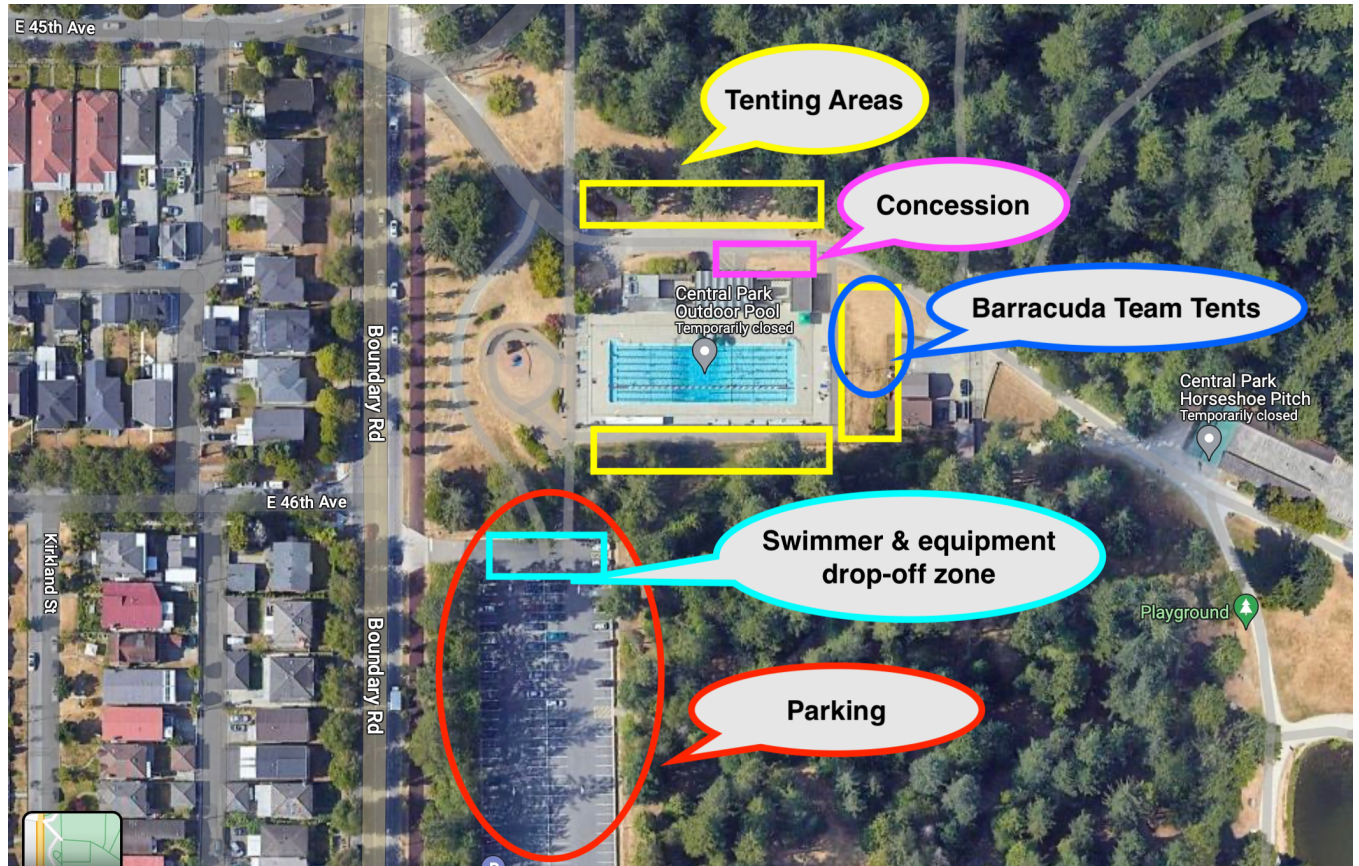 E 45th Ave
Tenting Areas
Concession
Central Park
Outdoor Pool
Temporarily closed
Barracuda Team Tents
Boundary Rd
Central Park
Horseshoe Pitch
Temporarily closed
E 46th Ave
Kirkland St
Swimmer & equipment
drop-off zone
Playground
Boundary Rd
Parking